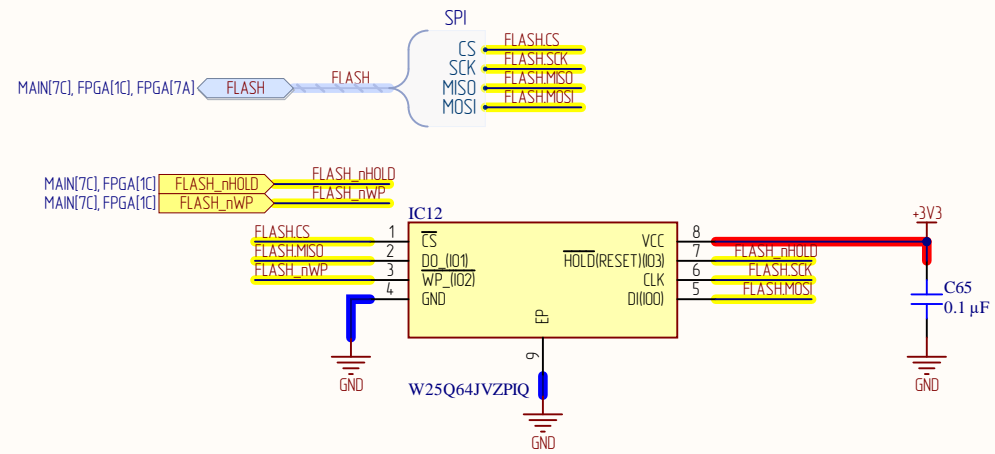 SPI
CS FLASH.CS
SCK FLASH.SCK
MAIN[7C], FPGA[1C], FPGA[7A] FLASH FLASH MISO FLASH.MISO
MOSI FLASH.MOSI
MAIN[7C], FPGA[1C] FLASH_nHOLD FLASH_nHOLD
MAIN[7C], FPGA[1C] FLASH_nWP FLASH_nWP
IC12 +3V3
FLASH.CS 1 CS VCC 8
FLASH.MISO 2 DO_(IO1) HOLD(RESET)(IO3) 7 FLASH_nHOLD
FLASH_nWP 3 WP_(IO2) CLK 6 FLASH.SCK
4 GND DI(IO0) 5 FLASH.MOSI
C65
0.1 µF
EP
9
GND
W25Q64JVZPIQ
GND
GND